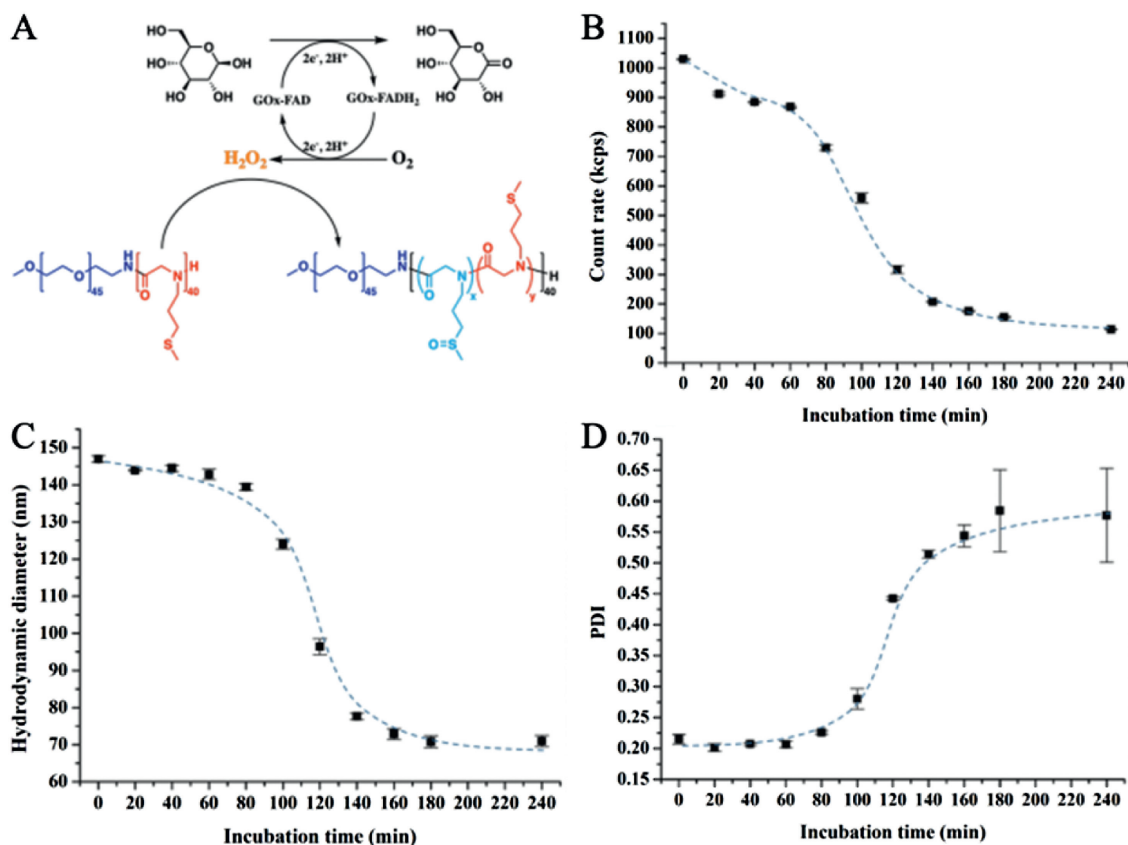 A
HO
O
HO
OH
HO
OH
2e⁻, 2H⁺
GOx-FAD
GOx-FADH₂
HO
O
HO
O
HO
OH
2e⁻, 2H⁺
H₂O₂
O₂
O
O
45
H
N
O
N
H
40
S
O
O
45
H
N
O
N
x
O
S
O
N
y
S
H
40
B
Count rate (kcps)
1100
1000
900
800
700
600
500
400
300
200
100
0
0 20 40 60 80 100 120 140 160 180 200 220 240
Incubation time (min)
C
Hydrodynamic diameter (nm)
150
140
130
120
110
100
90
80
70
60
0 20 40 60 80 100 120 140 160 180 200 220 240
Incubation time (min)
D
PDI
0.70
0.65
0.60
0.55
0.50
0.45
0.40
0.35
0.30
0.25
0.20
0.15
0 20 40 60 80 100 120 140 160 180 200 220 240
Incubation time (min)